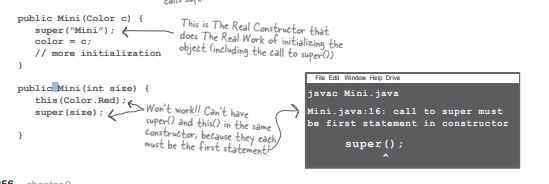 public Mini(Color c) {
super("Mini");
color = c;
// more initialization
}
This is The Real Constructor that
does The Real Work of initializing the
object (including the call to super())
public Mini(int size) {
this(Color.Red);
super(size);
}
Won't work!! Can't have
super() and this() in the same
constructor, because they each
must be the first statement!
File Edit Window Help Drive
javac Mini.java
Mini.java:16: call to super must
be first statement in constructor
super();
^